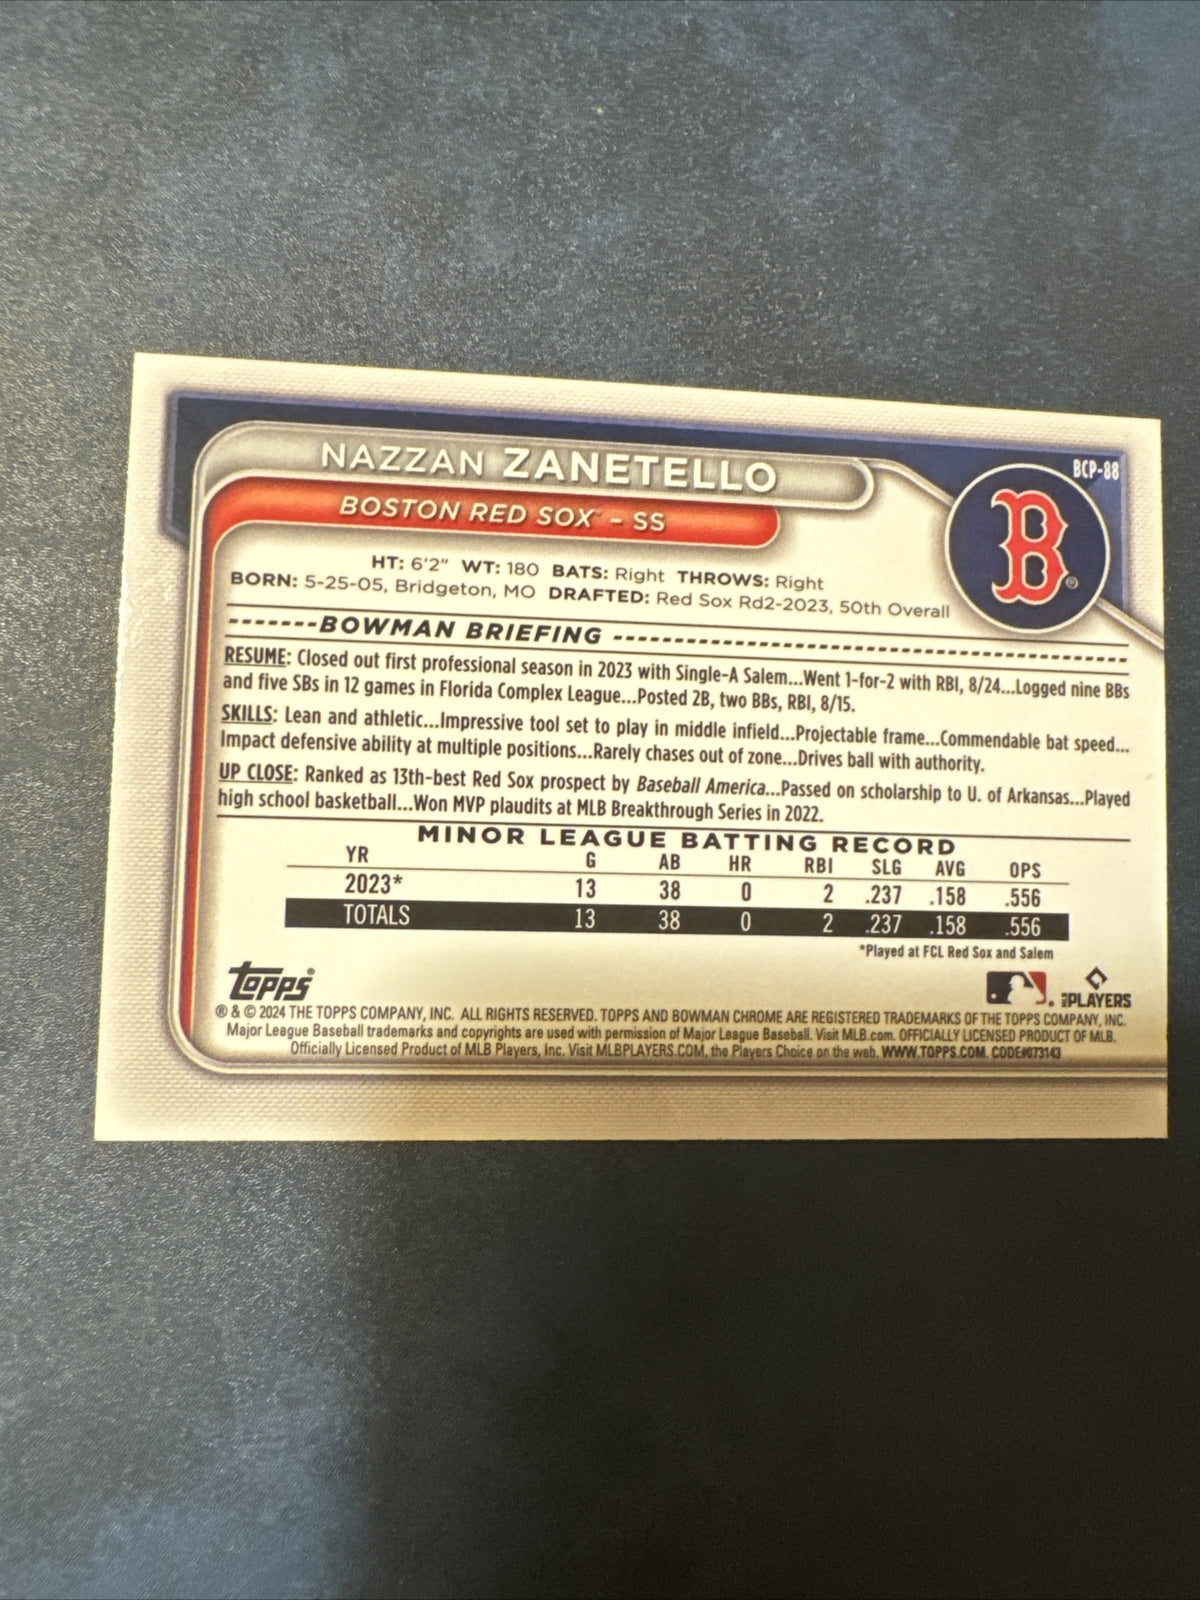 BCP-88
NAZZAN ZANETELLO
BOSTON RED SOX - SS
B®
HT: 6'2" WT: 180 BATS: Right THROWS: Right
BORN: 5-25-05, Bridgeton, MO DRAFTED: Red Sox Rd2-2023, 50th Overall
BOWMAN BRIEFING
RESUME: Closed out first professional season in 2023 with Single-A Salem...Went 1-for-2 with RBI, 8/24...Logged nine BBs
and five SBs in 12 games in Florida Complex League...Posted 2B, two BBs, RBI, 8/15.
SKILLS: Lean and athletic...Impressive tool set to play in middle infield...Projectable frame...Commendable bat speed...
Impact defensive ability at multiple positions...Rarely chases out of zone...Drives ball with authority.
UP CLOSE: Ranked as 13th-best Red Sox prospect by Baseball America...Passed on scholarship to U. of Arkansas...Played
high school basketball...Won MVP plaudits at MLB Breakthrough Series in 2022.
MINOR LEAGUE BATTING RECORD
YR G AB HR RBI SLG AVG OPS
2023* 13 38 0 2 .237 .158 .556
TOTALS 13 38 0 2 .237 .158 .556
*Played at FCL Red Sox and Salem
Topps® MLB PLAYERS
® & © 2024 THE TOPPS COMPANY, INC. ALL RIGHTS RESERVED. TOPPS AND BOWMAN CHROME ARE REGISTERED TRADEMARKS OF THE TOPPS COMPANY, INC.
Major League Baseball trademarks and copyrights are used with permission of Major League Baseball. Visit MLB.com. OFFICIALLY LICENSED PRODUCT OF MLB.
Officially Licensed Product of MLB Players, Inc. Visit MLBPLAYERS.COM, the Players Choice on the web. WWW.TOPPS.COM. CODE#073143